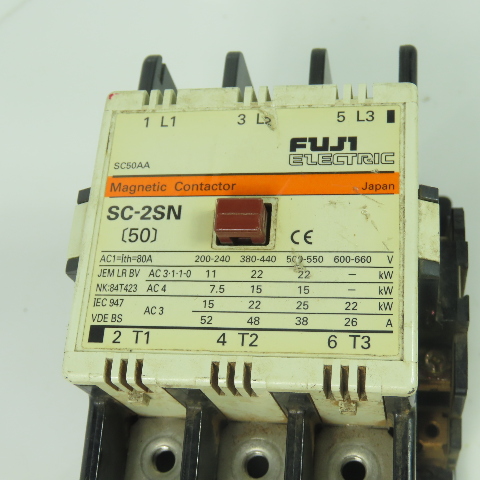 1 L1 3 L2 5 L3
FUJI
ELECTRIC
SC50AA
Magnetic Contactor Japan
SC-2SN
(50)
CE
AC1=Ith=80A 200-240 380-440 500-550 600-660 V
JEM LR BV AC 3·1·1·0 11 22 22 — kW
NK:84T423 AC 4 7.5 15 15 — kW
IEC 947 AC 3 15 22 25 22 kW
VDE BS 52 48 38 26 A
2 T1 4 T2 6 T3